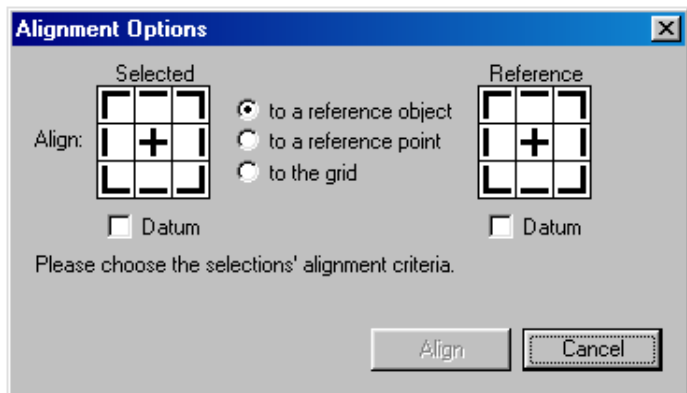 Alignment Options
Selected
Reference
Align:
to a reference object
to a reference point
to the grid
Datum
Datum
Please choose the selections' alignment criteria.
Align
Cancel